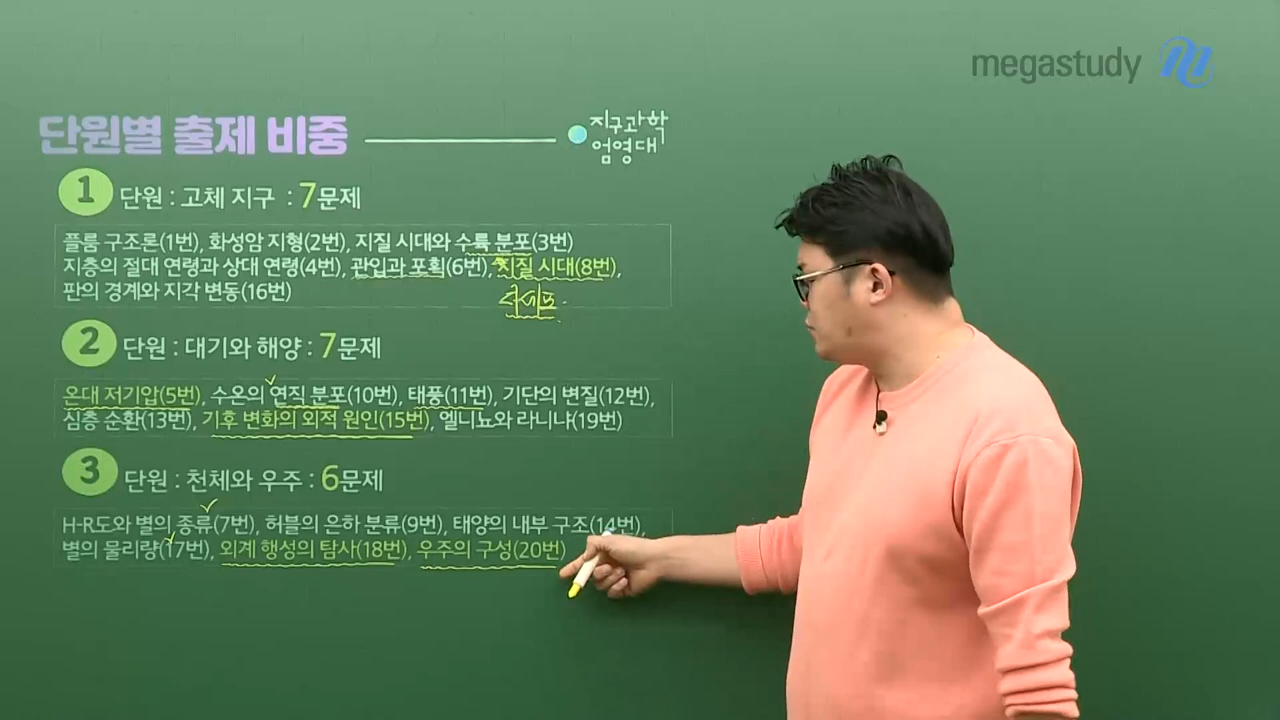 megastudy
단원별 출제 비중
지구과학
엄영대
1 단원 : 고체 지구 : 7문제
플룸 구조론(1번), 화성암 지형(2번), 지질 시대와 수륙 분포(3번)
지층의 절대 연령과 상대 연령(4번), 관입과 포획(6번), 지질 시대(8번),
판의 경계와 지각 변동(16번)
2 단원 : 대기와 해양 : 7문제
온대 저기압(5번), 수온의 연직 분포(10번), 태풍(11번), 기단의 변질(12번),
심층 순환(13번), 기후 변화의 외적 원인(15번), 엘니뇨와 라니냐(19번)
3 단원 : 천체와 우주 : 6문제
H-R도와 별의 종류(7번), 허블의 은하 분류(9번), 태양의 내부 구조(14번),
별의 물리량(17번), 외계 행성의 탐사(18번), 우주의 구성(20번)